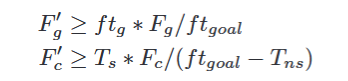 F′_g ≥ ft_g * F_g/ft_goal
F′_c ≥ T_s * F_c/(ft_goal − T_ns)